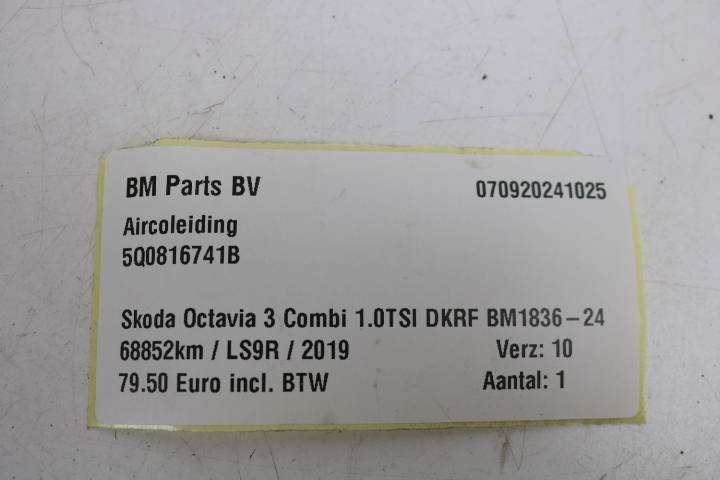 BM Parts BV 070920241025
Aircoleiding
5Q0816741B
Skoda Octavia 3 Combi 1.0TSI DKRF BM1836-24
68852km / LS9R / 2019 Verz: 10
79.50 Euro incl. BTW Aantal: 1